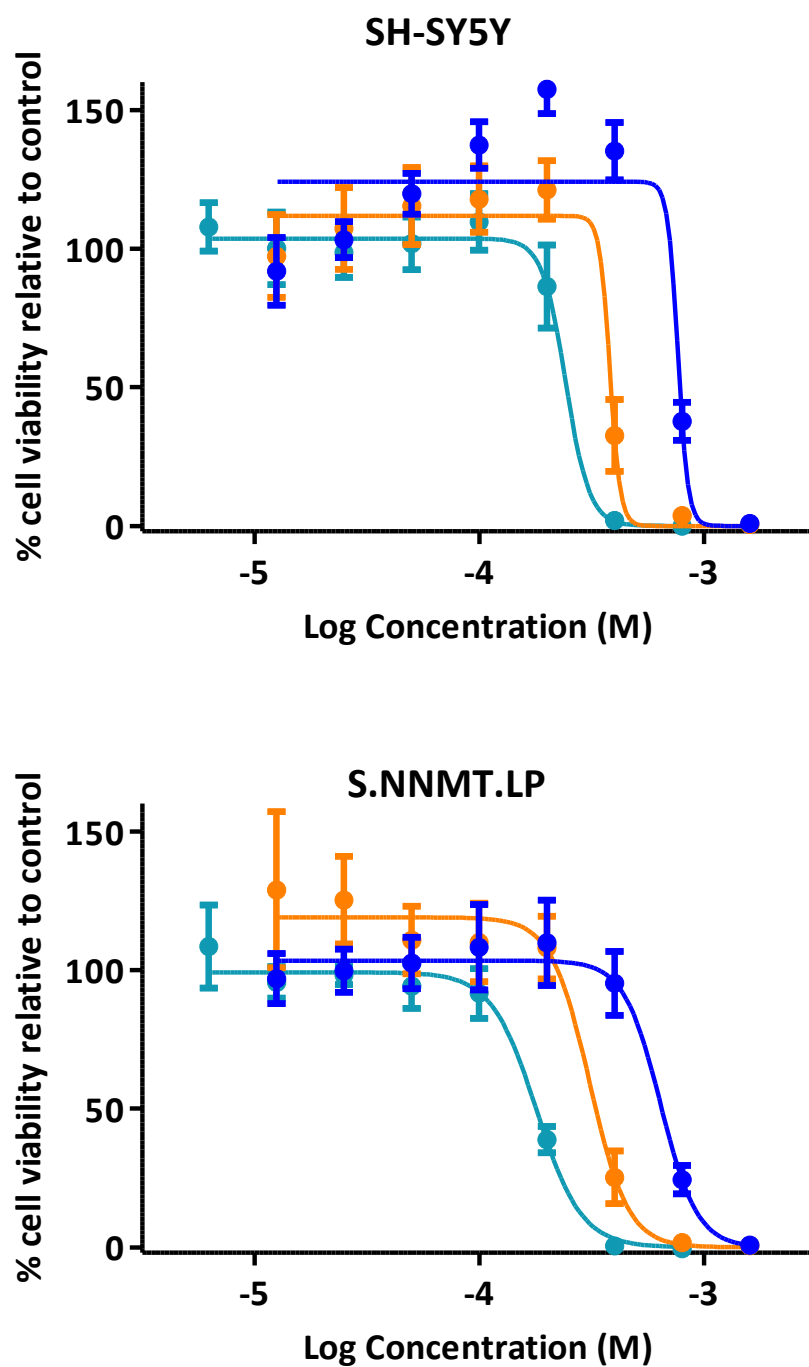 SH-SY5Y
% cell viability relative to control
150
100
50
0
-5 -4 -3
Log Concentration (M)
S.NNMT.LP
% cell viability relative to control
150
100
50
0
-5 -4 -3
Log Concentration (M)